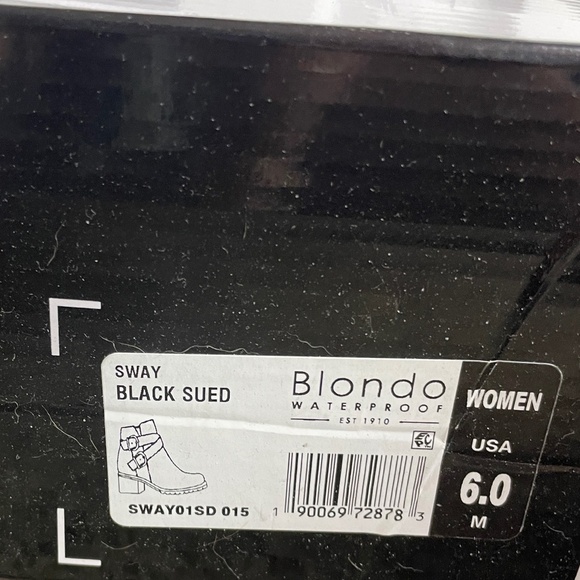 SWAY
BLACK SUED
Blondo
WATERPROOF
EST 1910
WOMEN
USA
6.0
M
SWAY01SD 015
1 90069 72878 3